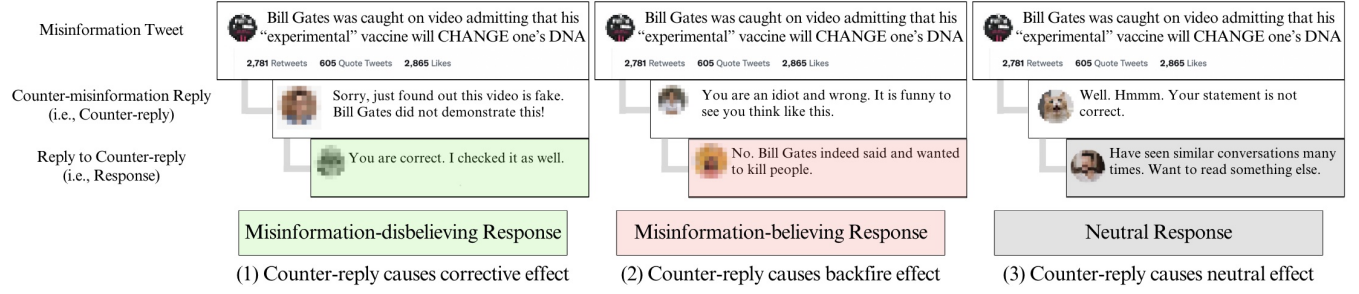 Misinformation Tweet
Counter-misinformation Reply
(i.e., Counter-reply)
Reply to Counter-reply
(i.e., Response)
Bill Gates was caught on video admitting that his
“experimental” vaccine will CHANGE one’s DNA
2,781 Retweets 605 Quote Tweets 2,865 Likes
Sorry, just found out this video is fake.
Bill Gates did not demonstrate this!
You are correct. I checked it as well.
Misinformation-disbelieving Response
(1) Counter-reply causes corrective effect
Bill Gates was caught on video admitting that his
“experimental” vaccine will CHANGE one’s DNA
2,781 Retweets 605 Quote Tweets 2,865 Likes
You are an idiot and wrong. It is funny to
see you think like this.
No. Bill Gates indeed said and wanted
to kill people.
Misinformation-believing Response
(2) Counter-reply causes backfire effect
Bill Gates was caught on video admitting that his
“experimental” vaccine will CHANGE one’s DNA
2,781 Retweets 605 Quote Tweets 2,865 Likes
Well. Hmmm. Your statement is not
correct.
Have seen similar conversations many
times. Want to read something else.
Neutral Response
(3) Counter-reply causes neutral effect